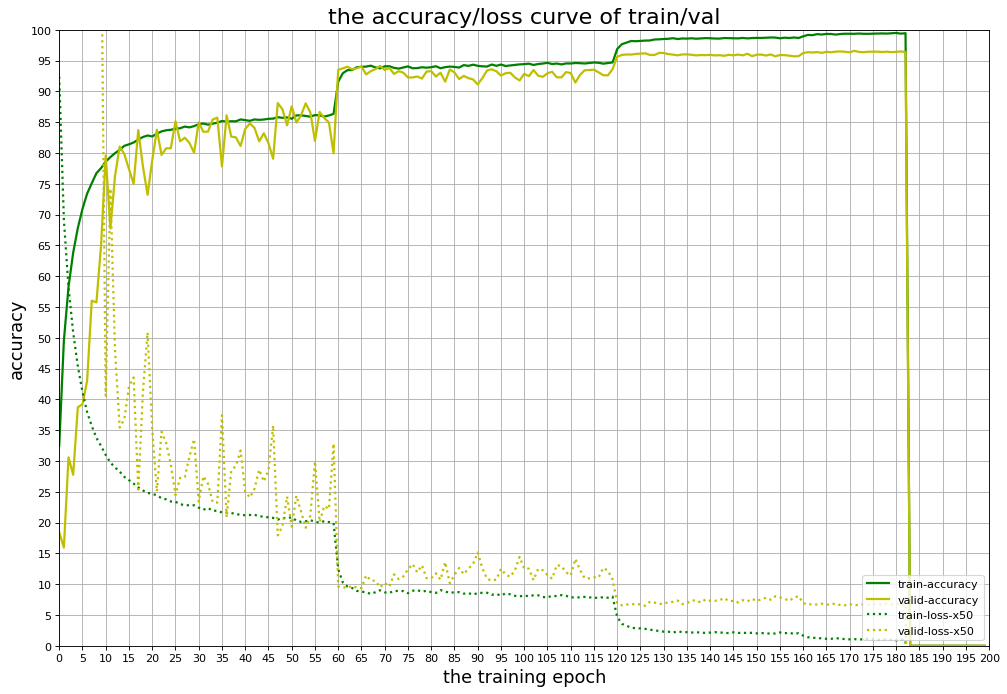 the accuracy/loss curve of train/val
100
95
90
85
80
75
70
65
60
55
50
45
40
35
30
25
20
15
10
5
0
accuracy
train-accuracy
valid-accuracy
train-loss-x50
valid-loss-x50
0 5 10 15 20 25 30 35 40 45 50 55 60 65 70 75 80 85 90 95 100 105 110 115 120 125 130 135 140 145 150 155 160 165 170 175 180 185 190 195 200
the training epoch